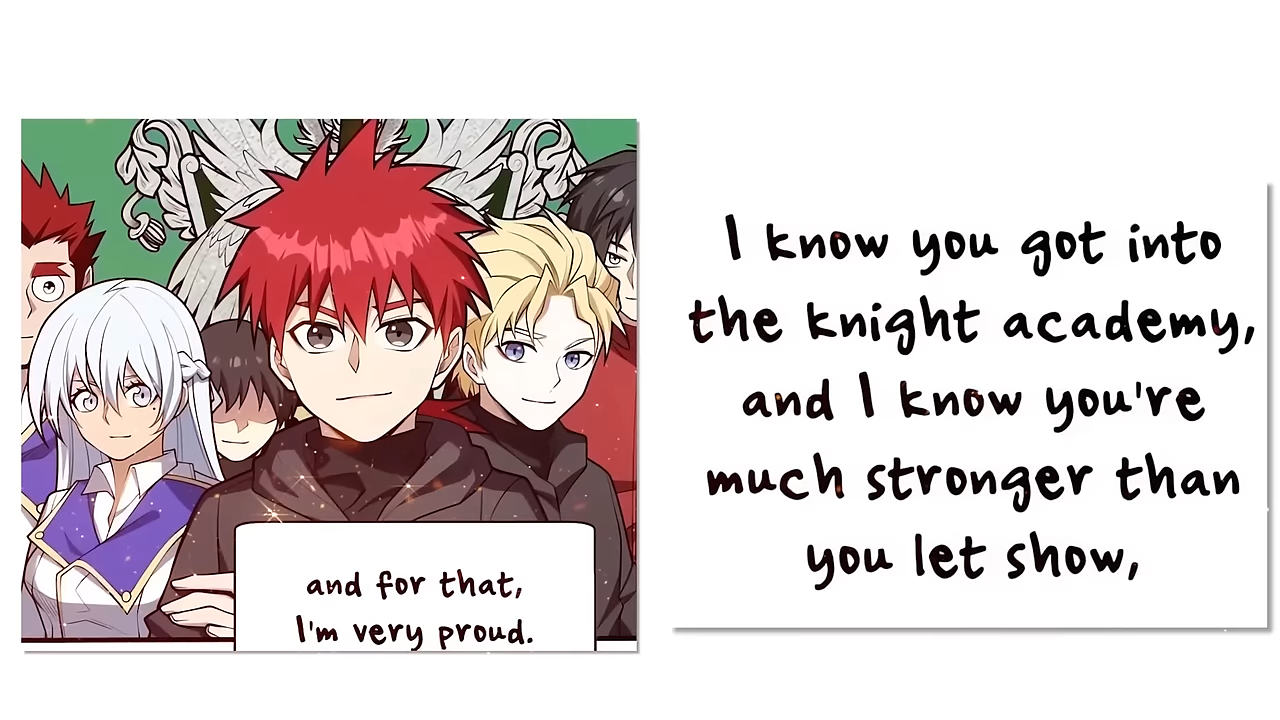 and for that,
I'm very proud.
I know you got into
the knight academy,
and I know you're
much stronger than
you let show,